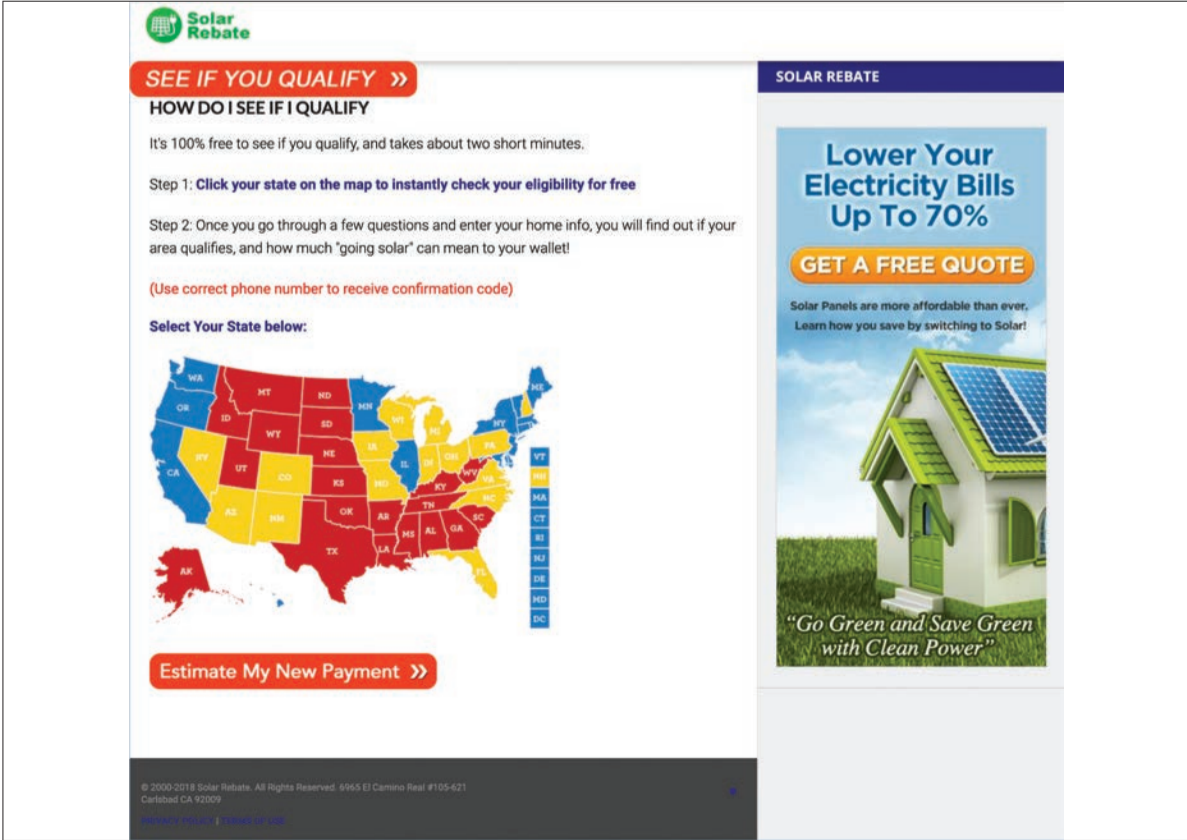 Solar
Rebate
SEE IF YOU QUALIFY »
HOW DO I SEE IF I QUALIFY
It's 100% free to see if you qualify, and takes about two short minutes.
Step 1: Click your state on the map to instantly check your eligibility for free
Step 2: Once you go through a few questions and enter your home info, you will find out if your
area qualifies, and how much "going solar" can mean to your wallet!
(Use correct phone number to receive confirmation code)
Select Your State below:
WA
MT
ND
MN
ME
OR
ID
SD
WI
NY
WY
MI
IA
NE
PA
NV
UT
IL
IN
OH
CA
CO
WV
VA
KS
MO
KY
NC
AZ
NM
OK
AR
TN
SC
MS
AL
GA
TX
LA
AK
FL
VT
NH
MA
CT
RI
NJ
DE
MD
DC
Estimate My New Payment »
SOLAR REBATE
Lower Your
Electricity Bills
Up To 70%
GET A FREE QUOTE
Solar Panels are more affordable than ever.
Learn how you save by switching to Solar!
"Go Green and Save Green
with Clean Power"
© 2000-2018 Solar Rebate. All Rights Reserved. 6965 El Camino Real #105-621
Carlsbad CA 92009
PRIVACY POLICY | TERMS OF USE